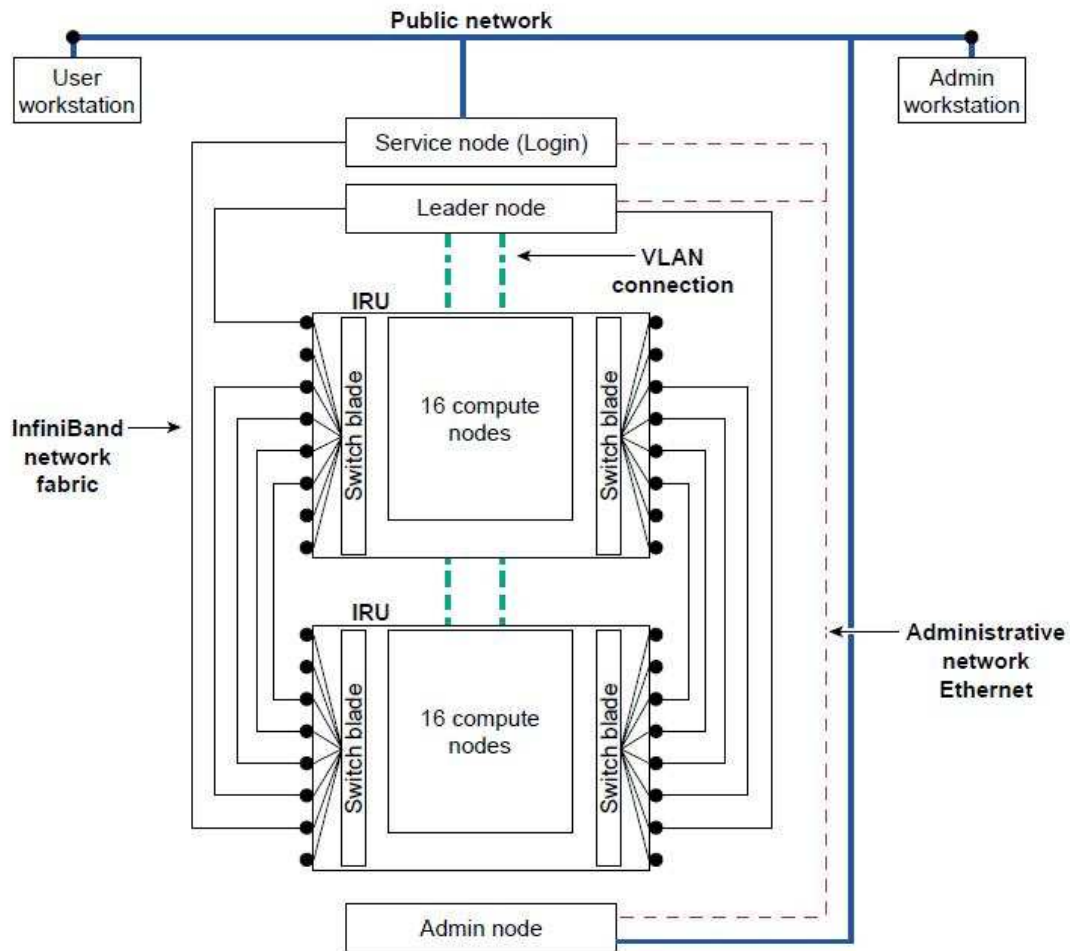 Public network
User
workstation
Admin
workstation
Service node (Login)
Leader node
VLAN
connection
IRU
Switch blade
16 compute
nodes
Switch blade
InfiniBand
network
fabric
IRU
Switch blade
16 compute
nodes
Switch blade
Administrative
network
Ethernet
Admin node